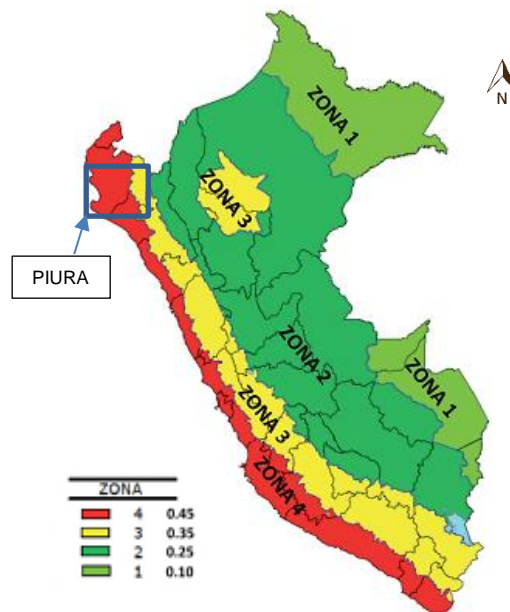 ZONA 1
N
ZONA 3
PIURA
ZONA 2
ZONA 1
ZONA 3
ZONA 4
ZONA
4 0.45
3 0.35
2 0.25
1 0.10